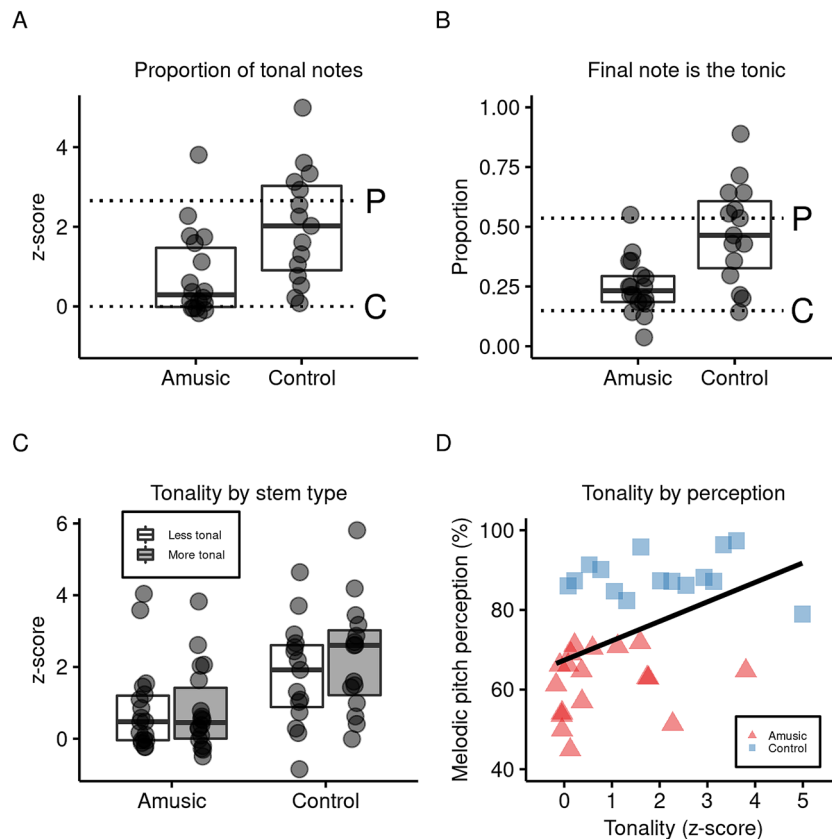 A
Proportion of tonal notes
z-score
4
2
0
P
C
Amusic
Control
B
Final note is the tonic
Proportion
1.00
0.75
0.50
0.25
0.00
P
C
Amusic
Control
C
Tonality by stem type
z-score
6
4
2
0
Less tonal
More tonal
Amusic
Control
D
Tonality by perception
Melodic pitch perception (%)
100
80
60
40
Amusic
Control
0 1 2 3 4 5
Tonality (z-score)